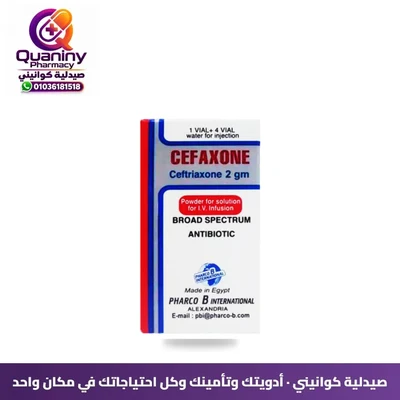 Quaniny
Pharmacy
صيدلية كوانيني
01036181518
1 VIAL+ 4 VIAL
water for injection
CEFAXONE
Ceftriaxone 2 gm
Powder for solution
for I.V. Infusion
BROAD SPECTRUM
ANTIBIOTIC
PHARCO B INTERNATIONAL
Made in Egypt
PHARCO B INTERNATIONAL
ALEXANDRIA
E-mail : pbi@pharco-b.com
صيدلية كوانيني - أدويتك وتأمينك وكل احتياجاتك في مكان واحد